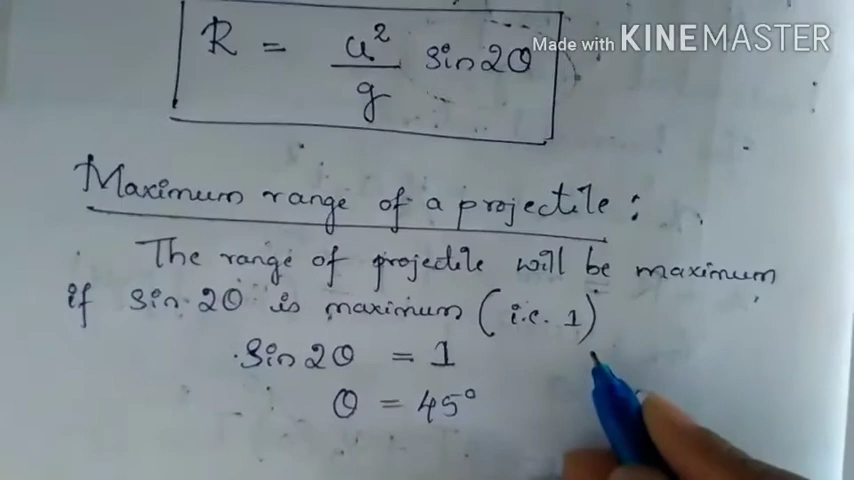 Made with KINEMASTER
R = u²/g sin2θ
Maximum range of a projectile :
The range of projectile will be maximum
if sin 2θ is maximum (i.e. 1)
Sin 2θ = 1
θ = 45°